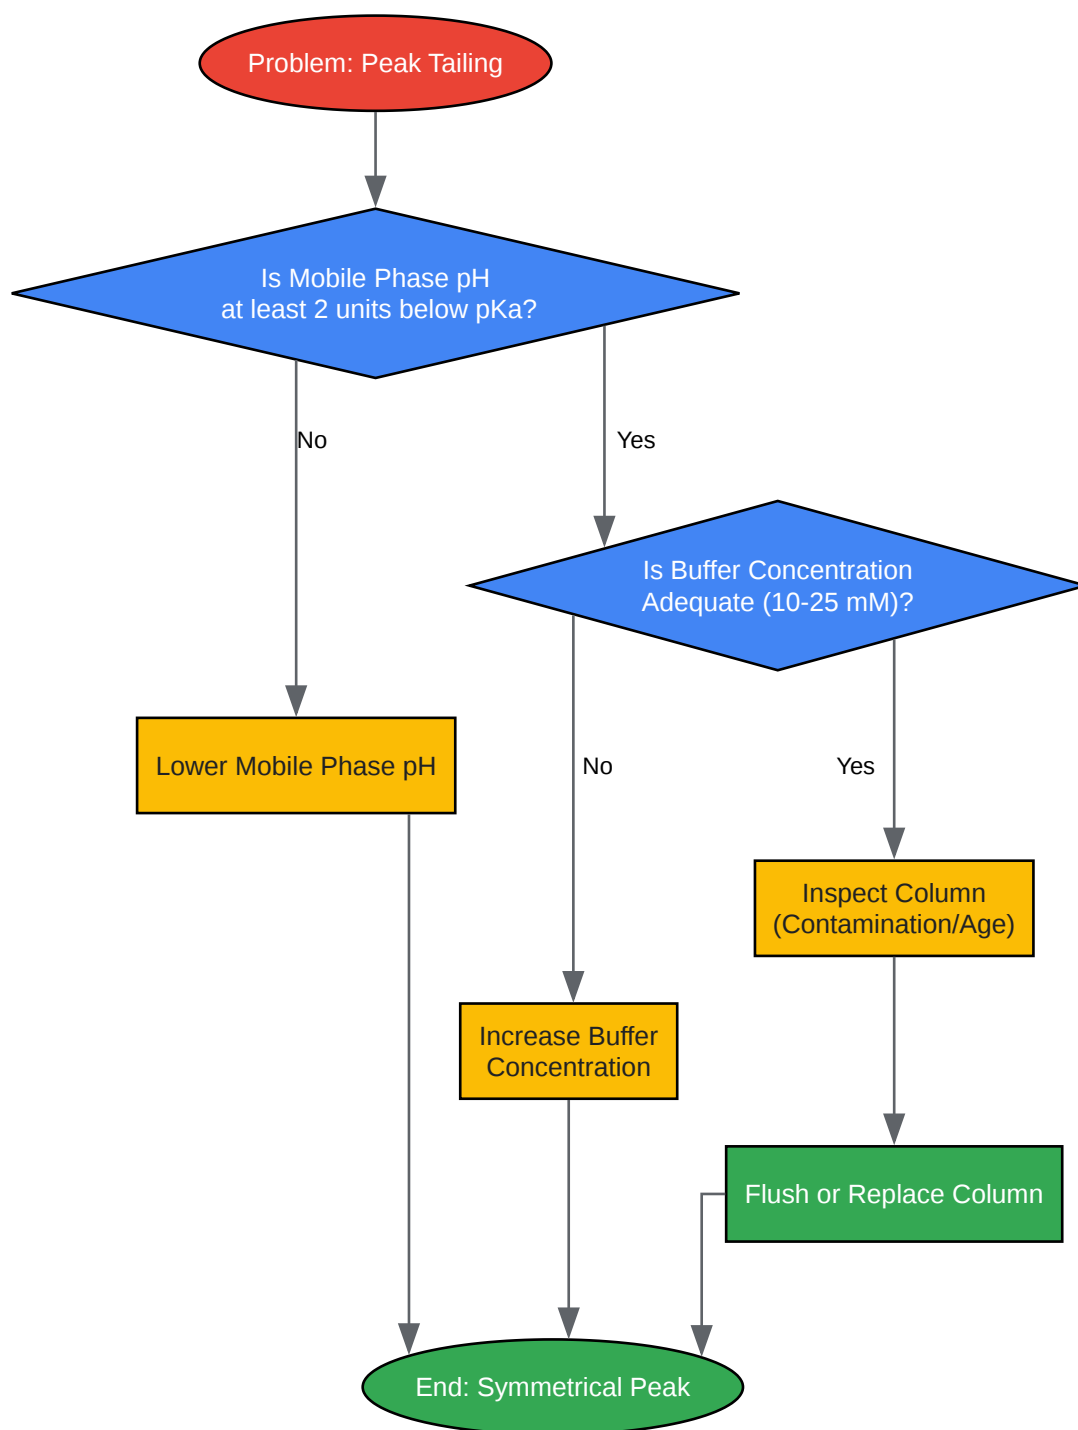 Problem: Peak Tailing
Is Mobile Phase pH
at least 2 units below pKa?
No
Yes
Is Buffer Concentration
Adequate (10-25 mM)?
Lower Mobile Phase pH
No
Yes
Inspect Column
(Contamination/Age)
Increase Buffer
Concentration
Flush or Replace Column
End: Symmetrical Peak